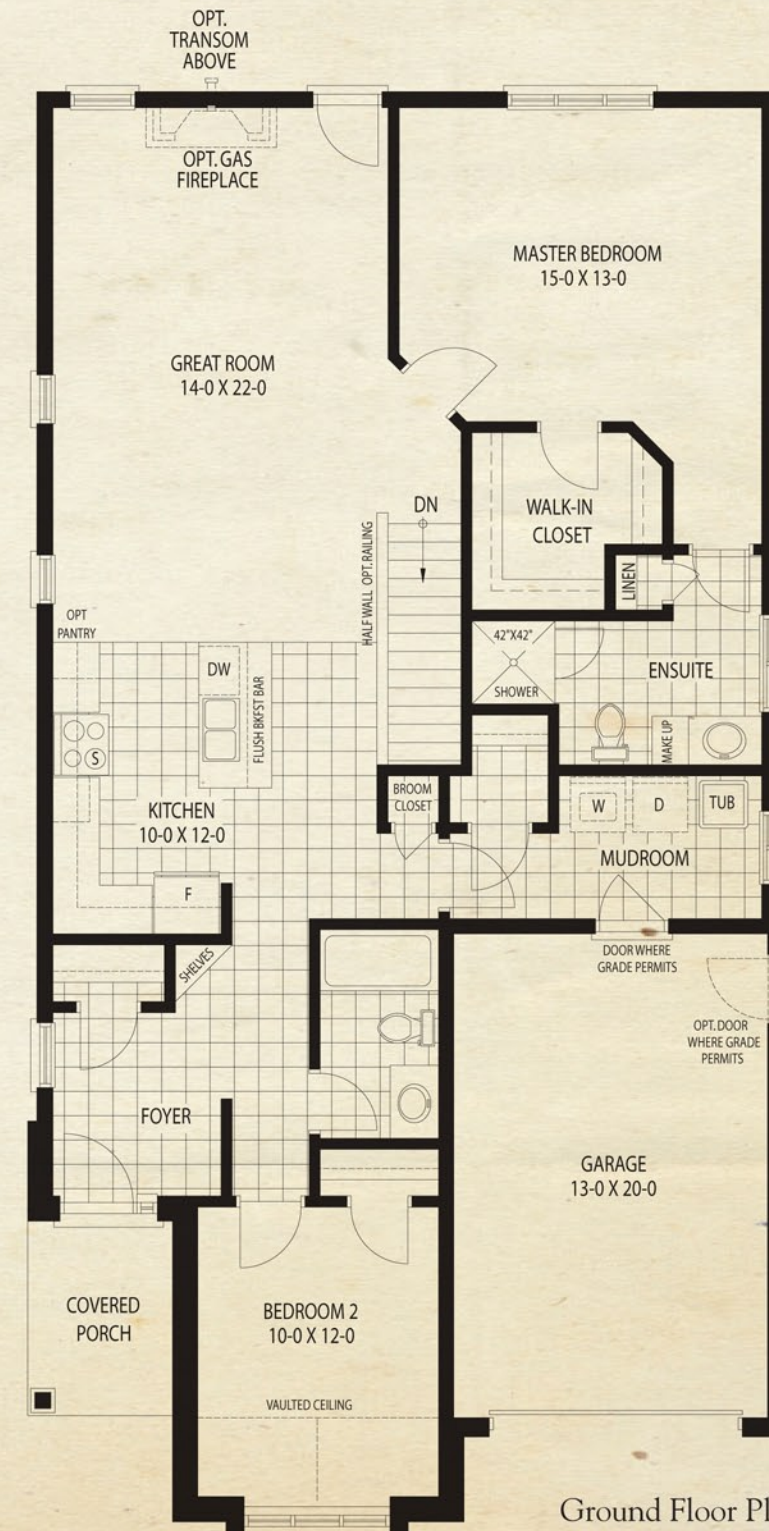 OPT.
TRANSOM
ABOVE
OPT. GAS
FIREPLACE
MASTER BEDROOM
15-0 X 13-0
GREAT ROOM
14-0 X 22-0
DN
WALK-IN
CLOSET
HALF WALL OPT. RAILING
LINEN
OPT
PANTRY
42"X42"
SHOWER
ENSUITE
DW
FLUSH BKFST BAR
MAKE UP
S
BROOM
CLOSET
W
D
TUB
KITCHEN
10-0 X 12-0
MUDROOM
F
SHELVES
DOOR WHERE
GRADE PERMITS
OPT. DOOR
WHERE GRADE
PERMITS
FOYER
GARAGE
13-0 X 20-0
COVERED
PORCH
BEDROOM 2
10-0 X 12-0
VAULTED CEILING
Ground Floor Pl